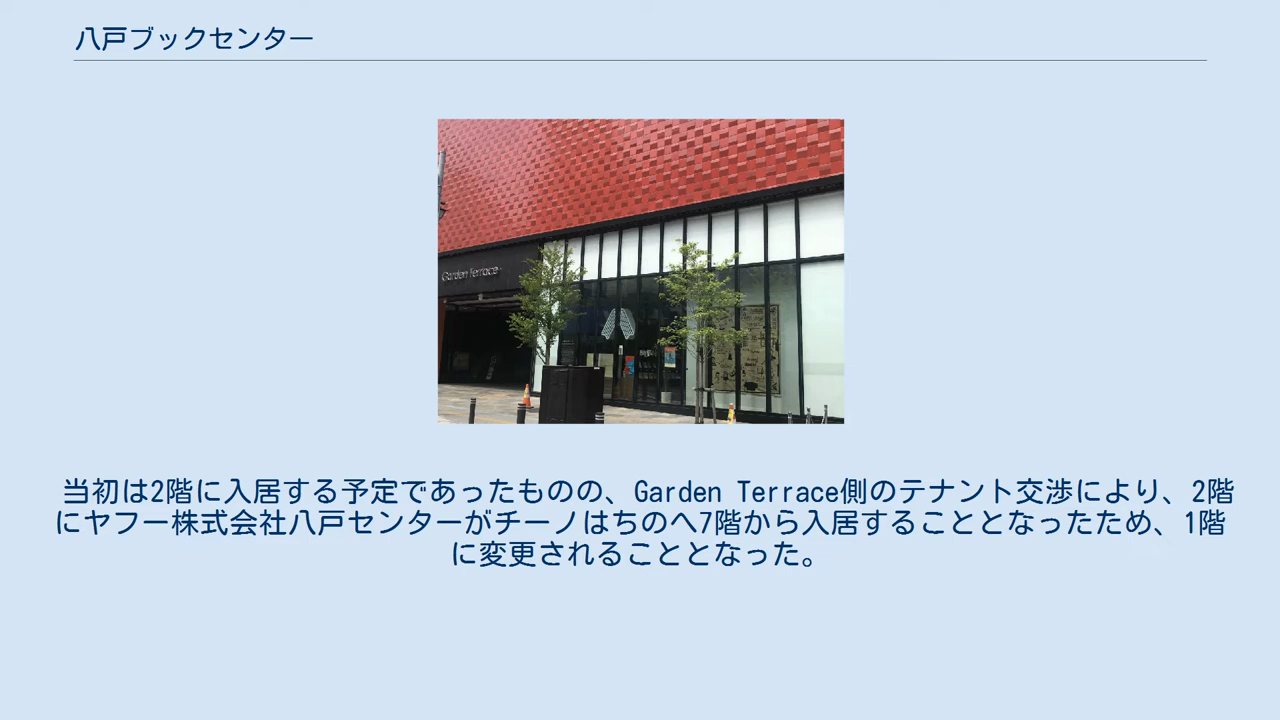 八戸ブックセンター
Garden Terrace
当初は2階に入居する予定であったものの、Garden Terrace側のテナント交渉により、2階
にヤフー株式会社八戸センターがチーノはちのへ7階から入居することとなったため、1階
に変更されることとなった。